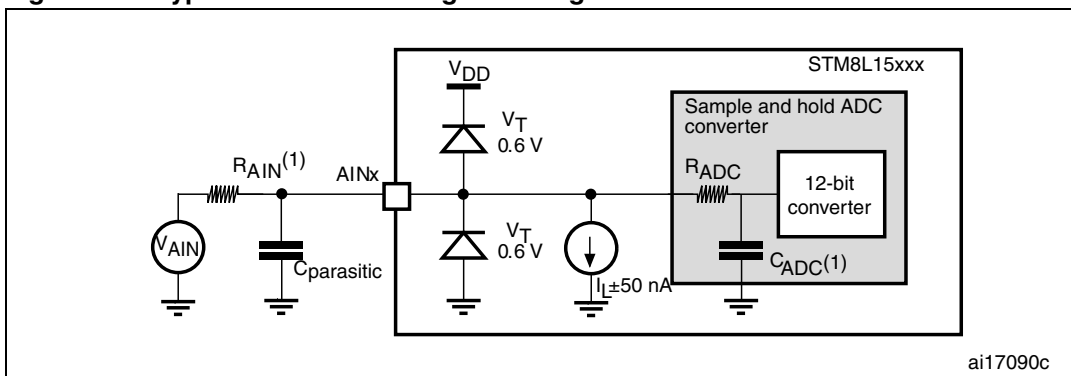 STM8L15xxx
VDD
Sample and hold ADC
converter
VT
0.6 V
RAIN(1)
AINx
RADC
12-bit
converter
VAIN
Cparasitic
VT
0.6 V
IL±50 nA
CADC(1)
ai17090c